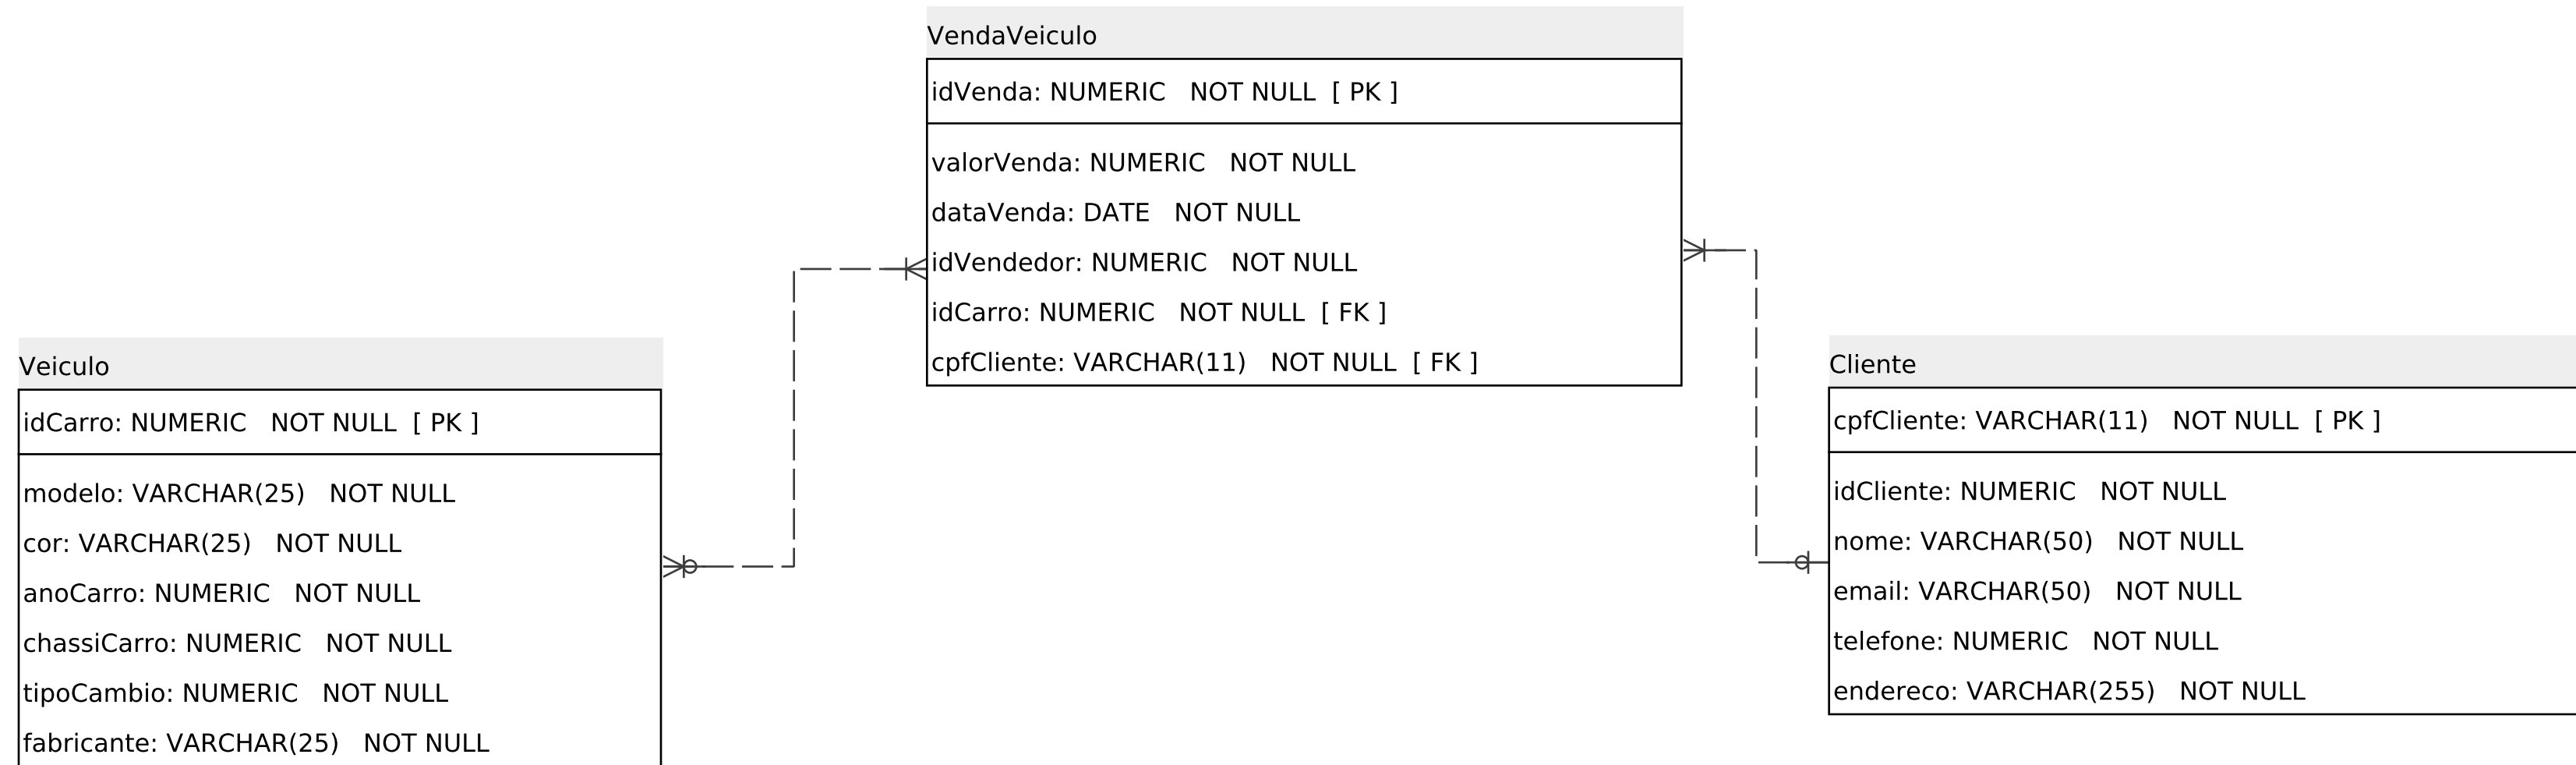 VendaVeiculo
idVenda: NUMERIC NOT NULL [ PK ]
valorVenda: NUMERIC NOT NULL
dataVenda: DATE NOT NULL
idVendedor: NUMERIC NOT NULL
idCarro: NUMERIC NOT NULL [ FK ]
cpfCliente: VARCHAR(11) NOT NULL [ FK ]
Veiculo
idCarro: NUMERIC NOT NULL [ PK ]
modelo: VARCHAR(25) NOT NULL
cor: VARCHAR(25) NOT NULL
anoCarro: NUMERIC NOT NULL
chassiCarro: NUMERIC NOT NULL
tipoCambio: NUMERIC NOT NULL
fabricante: VARCHAR(25) NOT NULL
Cliente
cpfCliente: VARCHAR(11) NOT NULL [ PK ]
idCliente: NUMERIC NOT NULL
nome: VARCHAR(50) NOT NULL
email: VARCHAR(50) NOT NULL
telefone: NUMERIC NOT NULL
endereco: VARCHAR(255) NOT NULL